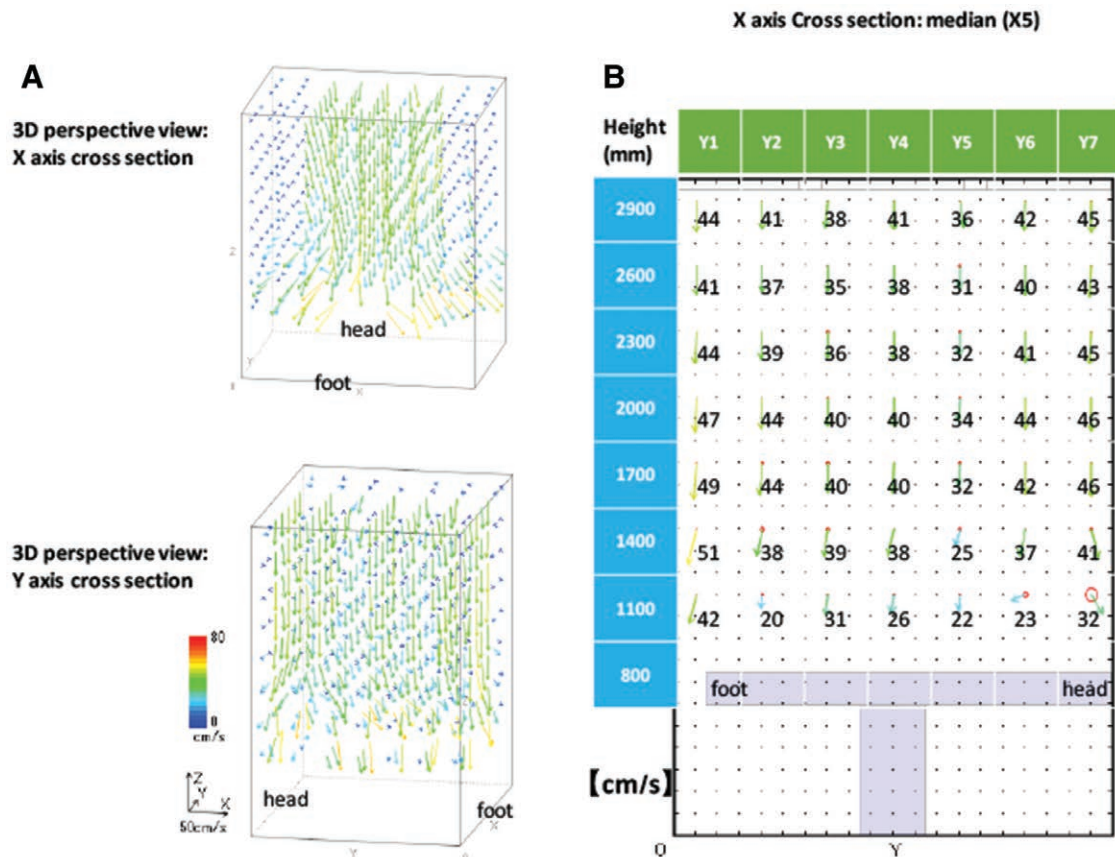 X axis Cross section: median (X5)
A
3D perspective view:
X axis cross section
Z
Y
head
foot
X
3D perspective view:
Y axis cross section
80
0
cm/s
Z
Y
X
50cm/s
head
foot
X
Y
0
B
Height
(mm)
Y1 Y2 Y3 Y4 Y5 Y6 Y7
2900 44 41 38 41 36 42 45
2600 41 37 35 38 31 40 43
2300 44 39 36 38 32 41 45
2000 47 44 40 40 34 44 46
1700 49 44 40 40 32 42 46
1400 51 38 39 38 25 37 41
1100 42 20 31 26 22 23 32
800
foot head
【cm/s】
0 Y